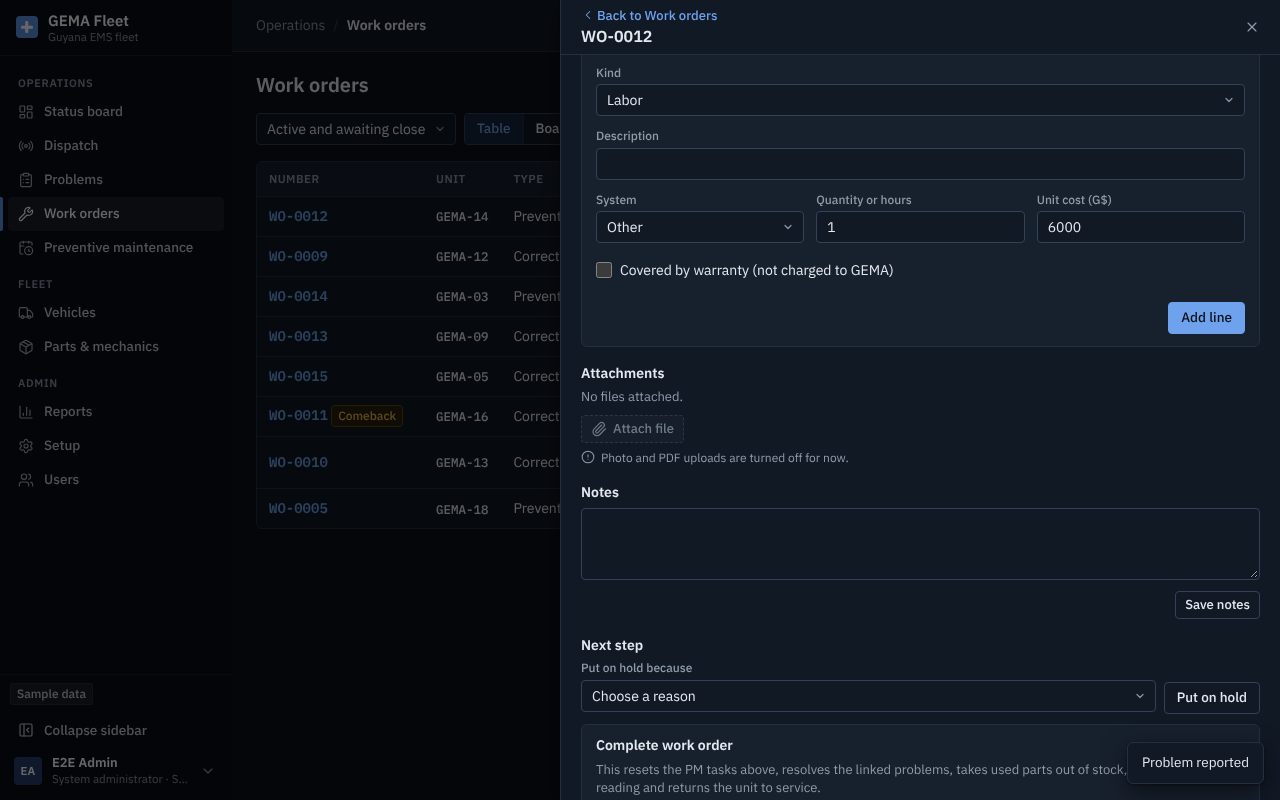 GEMA Fleet
Guyana EMS fleet
OPERATIONS
Status board
Dispatch
Problems
Work orders
Preventive maintenance
FLEET
Vehicles
Parts & mechanics
ADMIN
Reports
Setup
Users
Sample data
Collapse sidebar
EA
E2E Admin
System administrator · S...
Operations / Work orders
Work orders
Active and awaiting close
Table
Boa
NUMBER UNIT TYPE
WO-0012 GEMA-14 Prevent
WO-0009 GEMA-12 Correct
WO-0014 GEMA-03 Prevent
WO-0013 GEMA-09 Correct
WO-0015 GEMA-05 Correct
WO-0011 Comeback GEMA-16 Correct
WO-0010 GEMA-13 Correct
WO-0005 GEMA-18 Prevent
Back to Work orders
WO-0012
Kind
Labor
Description
System Quantity or hours Unit cost (G$)
Other 1 6000
Covered by warranty (not charged to GEMA)
Add line
Attachments
No files attached.
Attach file
Photo and PDF uploads are turned off for now.
Notes
Save notes
Next step
Put on hold because
Choose a reason
Put on hold
Complete work order
This resets the PM tasks above, resolves the linked problems, takes used parts out of stock,
reading and returns the unit to service.
Problem reported